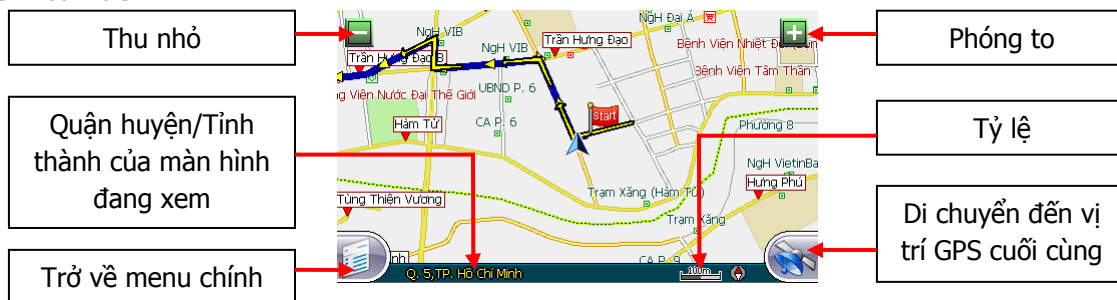 Thu nhỏ
Quận huyện/Tỉnh
thành của màn hình
đang xem
Trở về menu chính
NgH Đại Á
NgH VIB
Trần Hưng Đạo
NgH VIB
Bệnh Viện Nhiệt
Trần Hưng Đạo B
Bệnh Viện Tâm Thần
Viên Nước Đại Thế Giới
UBND P. 6
start
Hàm Tử
CA P. 6
Phường 8
NgH VietinBa
Hưng Phú
Trạm Xăng (Hàm Tử)
Tùng Thiện Vương
Trạm Xăng
CA P. 9
Q. 5,TP. Hồ Chí Minh
100m
Phóng to
Tỷ lệ
Di chuyển đến vị
trí GPS cuối cùng